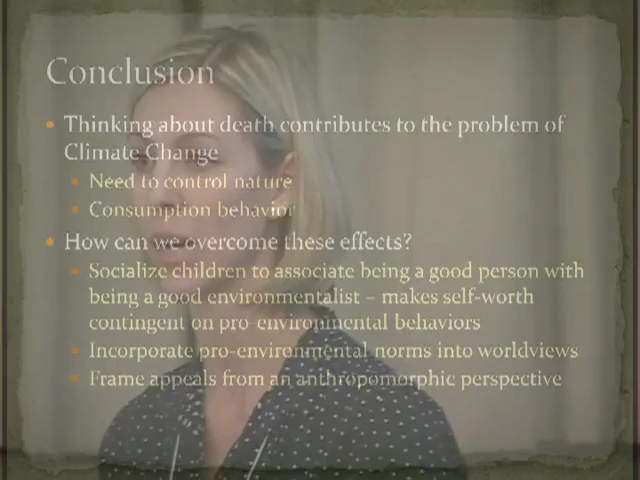 Conclusion
Thinking about death contributes to the problem of
Climate Change
Need to control nature
Consumption behavior
How can we overcome these effects?
Socialize children to associate being a good person with
being a good environmentalist – makes self-worth
contingent on pro-environmental behaviors
Incorporate pro-environmental norms into worldviews
Frame appeals from an anthropomorphic perspective